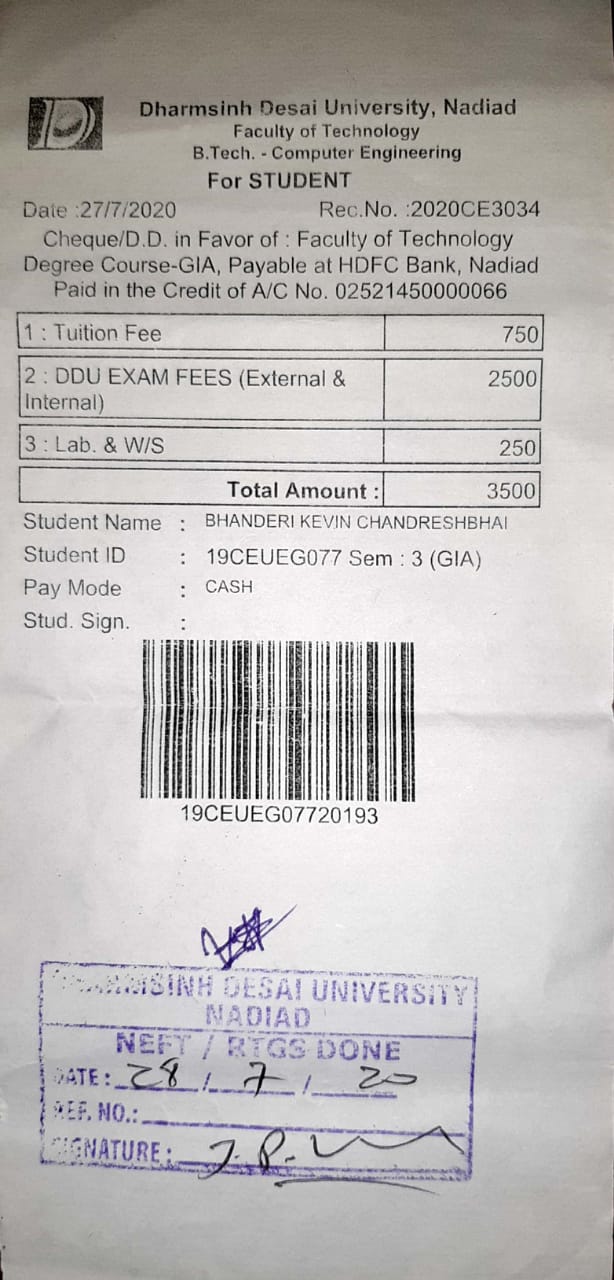 Dharmsinh Desai University, Nadiad
Faculty of Technology
B.Tech. - Computer Engineering
For STUDENT
Date :27/7/2020 Rec.No. :2020CE3034
Cheque/D.D. in Favor of : Faculty of Technology
Degree Course-GIA, Payable at HDFC Bank, Nadiad
Paid in the Credit of A/C No. 02521450000066
1 : Tuition Fee 750
2 : DDU EXAM FEES (External & 2500
Internal)
3 : Lab. & W/S 250
Total Amount : 3500
Student Name : BHANDERI KEVIN CHANDRESHBHAI
Student ID : 19CEUEG077 Sem : 3 (GIA)
Pay Mode : CASH
Stud. Sign. :
19CEUEG07720193
DHARMSINH DESAI UNIVERSITY
NADIAD
NEFT / RTGS DONE
DATE : 28 / 7 / 20
REF. NO.:
SIGNATURE :